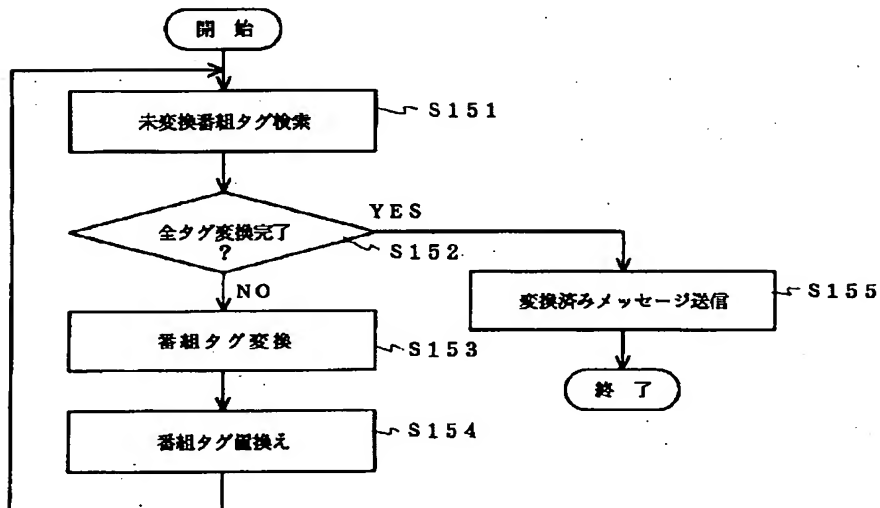 開 始
未変換番組タグ検索
S151
全タグ変換完了
?
YES
S152
NO
変換済みメッセージ送信
S155
番組タグ変換
S153
終 了
番組タグ置換え
S154